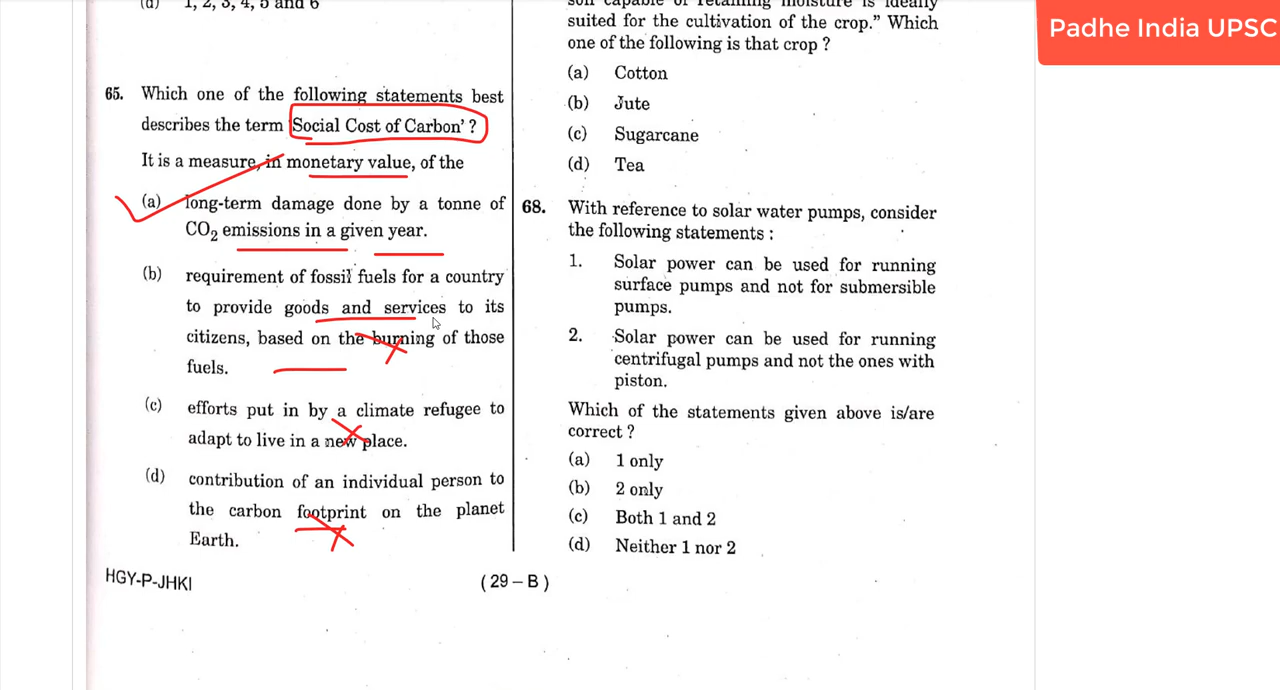 (d) 1, 2, 3, 4, 5 and 6
65. Which one of the following statements best
describes the term 'Social Cost of Carbon' ?
It is a measure, in monetary value, of the
(a) long-term damage done by a tonne of
CO2 emissions in a given year.
(b) requirement of fossil fuels for a country
to provide goods and services to its
citizens, based on the burning of those
fuels.
(c) efforts put in by a climate refugee to
adapt to live in a new place.
(d) contribution of an individual person to
the carbon footprint on the planet
Earth.
HGY-P-JHKI
( 29 – B )
soil capable of retaining moisture is ideally
suited for the cultivation of the crop.” Which
one of the following is that crop ?
(a) Cotton
(b) Jute
(c) Sugarcane
(d) Tea
68. With reference to solar water pumps, consider
the following statements :
1. Solar power can be used for running
surface pumps and not for submersible
pumps.
2. Solar power can be used for running
centrifugal pumps and not the ones with
piston.
Which of the statements given above is/are
correct ?
(a) 1 only
(b) 2 only
(c) Both 1 and 2
(d) Neither 1 nor 2
Padhe India UPSC